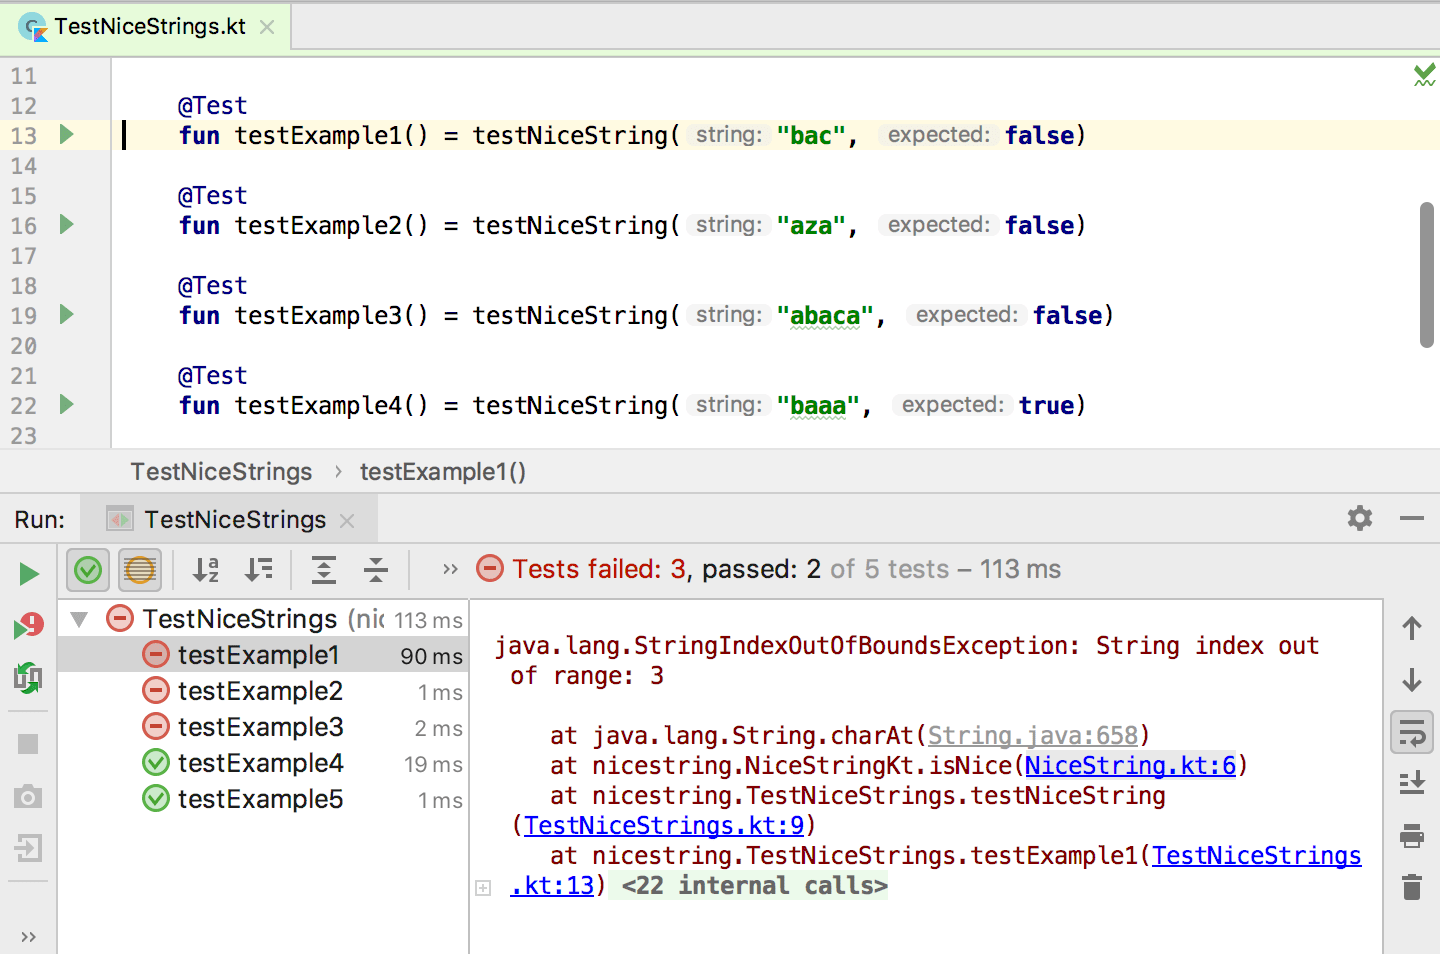 TestNiceStrings.kt
11
12 @Test
13 fun testExample1() = testNiceString( string: "bac", expected: false)
14
15 @Test
16 fun testExample2() = testNiceString( string: "aza", expected: false)
17
18 @Test
19 fun testExample3() = testNiceString( string: "abaca", expected: false)
20
21 @Test
22 fun testExample4() = testNiceString( string: "baaa", expected: true)
23
TestNiceStrings › testExample1()
Run: TestNiceStrings
Tests failed: 3, passed: 2 of 5 tests – 113 ms
TestNiceStrings (nic 113 ms
testExample1 90 ms
testExample2 1 ms
testExample3 2 ms
testExample4 19 ms
testExample5 1 ms
java.lang.StringIndexOutOfBoundsException: String index out
of range: 3
at java.lang.String.charAt(String.java:658)
at nicestring.NiceStringKt.isNice(NiceString.kt:6)
at nicestring.TestNiceStrings.testNiceString
(TestNiceStrings.kt:9)
at nicestring.TestNiceStrings.testExample1(TestNiceStrings
.kt:13) <22 internal calls>